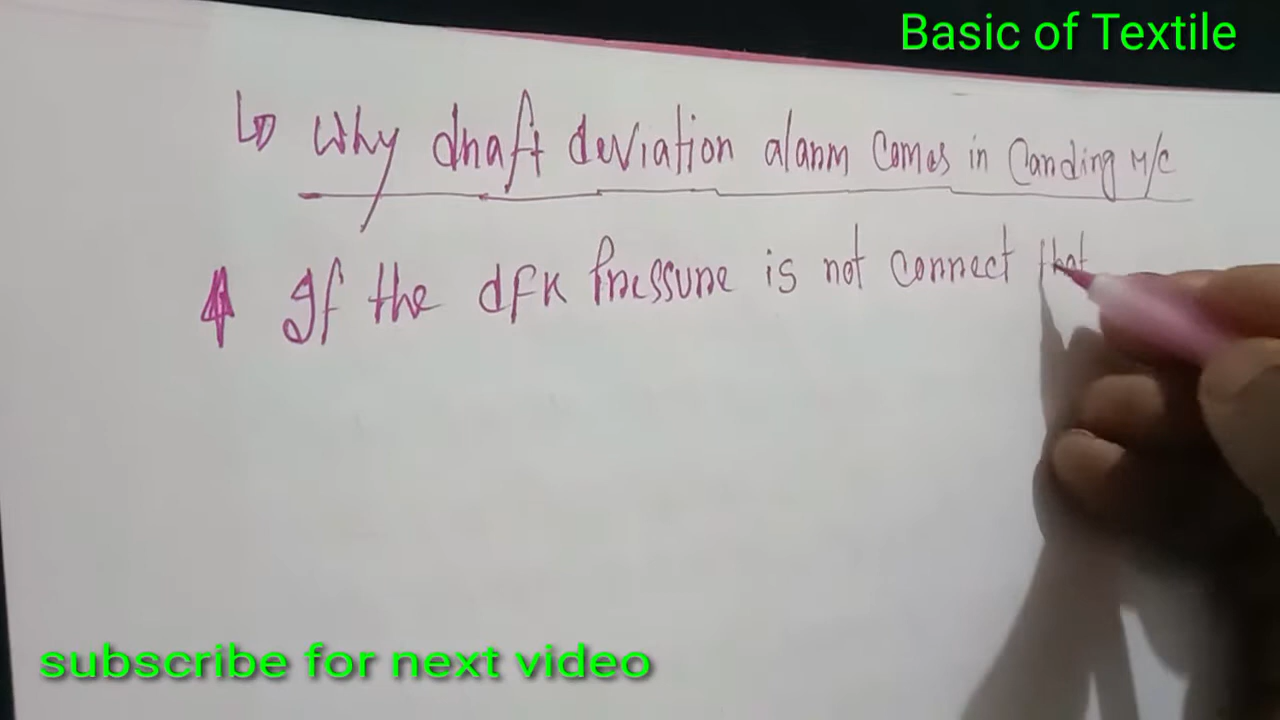 Basic of Textile
Why draft deviation alarm comes in Carding M/C
If the dFK Pressure is not correct that
subscribe for next video